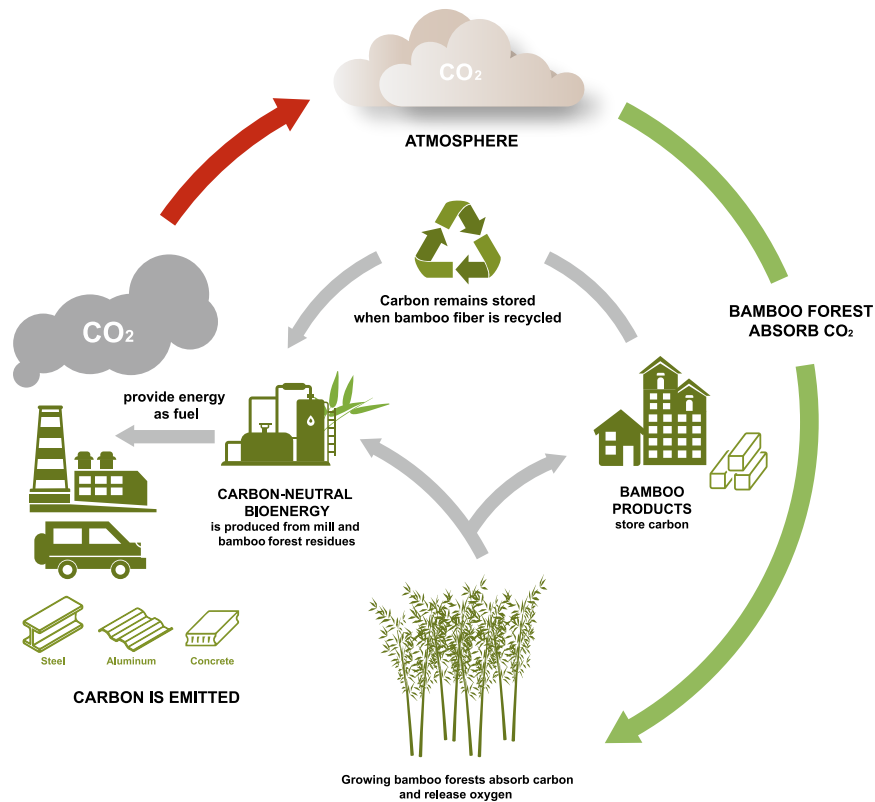 CO₂
ATMOSPHERE
Carbon remains stored
when bamboo fiber is recycled
BAMBOO FOREST
ABSORB CO₂
CO₂
provide energy
as fuel
CARBON-NEUTRAL
BIOENERGY
is produced from mill and
bamboo forest residues
BAMBOO
PRODUCTS
store carbon
Steel
Aluminum
Concrete
CARBON IS EMITTED
Growing bamboo forests absorb carbon
and release oxygen